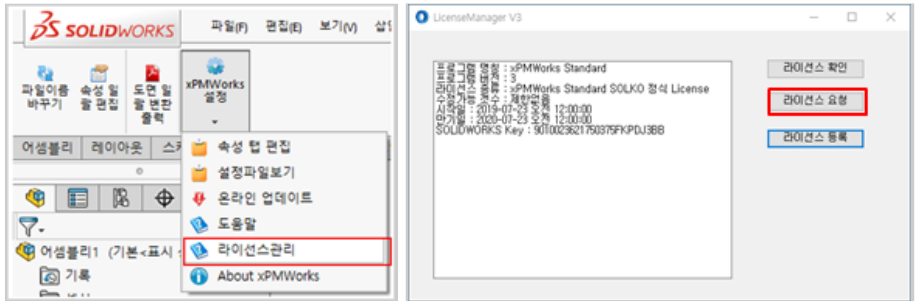 SOLIDWORKS 파일(F) 편집(E) 보기(V) 삽입
파일이름 바꾸기
속성 일괄 편집
도면 일괄 변환 출력
xPMWorks 설정
어셈블리 레이아웃
속성 탭 편집
설정파일보기
온라인 업데이트
도움말
라이선스관리
About xPMWorks
어셈블리1 (기본<표시
기록
LicenseManager V3
프로그램 명칭 : xPMWorks Standard
프로그램 버전 : 3
라이선스 종류 : xPMWorks Standard SOLKO 정식 License
수정가능 접수 : 제한없음
시작일 : 2019-07-23 오전 12:00:00
만기일 : 2020-07-23 오전 12:00:00
SOLIDWORKS Key : 9010023621750375FKPDJ3BB
라이선스 확인
라이선스 요청
라이선스 등록